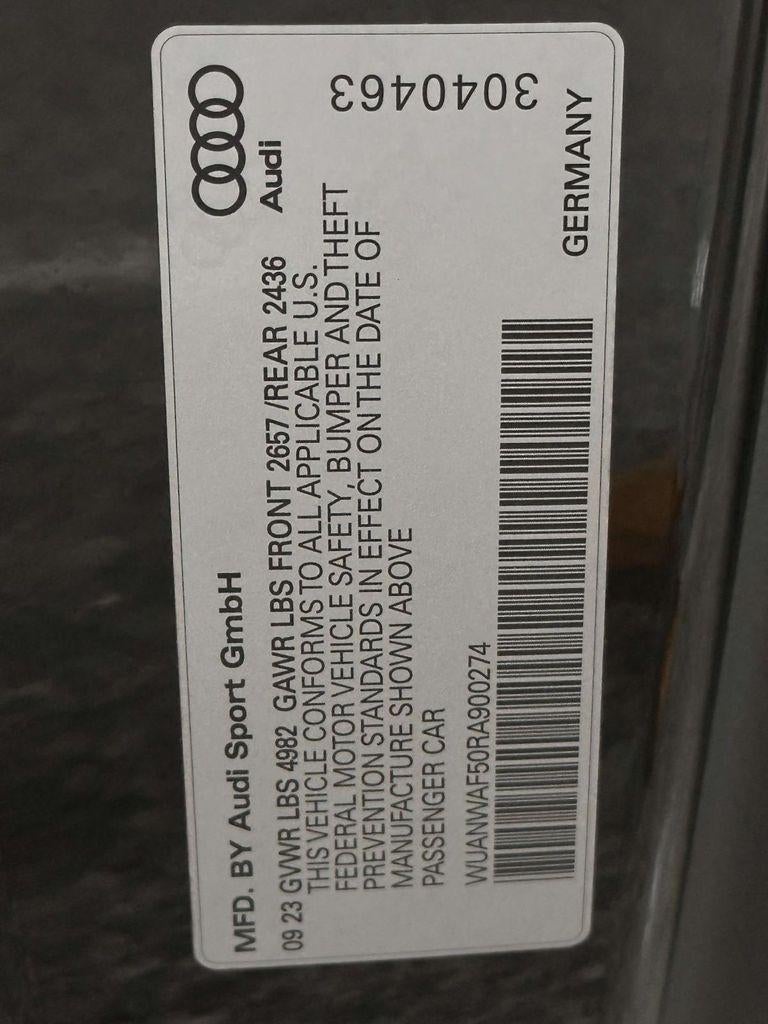 MFD. BY Audi Sport GmbH
Audi
09 23 GVWR LBS 4982 GAWR LBS FRONT 2657 /REAR 2436
THIS VEHICLE CONFORMS TO ALL APPLICABLE U.S.
FEDERAL MOTOR VEHICLE SAFETY, BUMPER AND THEFT
PREVENTION STANDARDS IN EFFECT ON THE DATE OF
MANUFACTURE SHOWN ABOVE
PASSENGER CAR
WUANWAF50RA900274
GERMANY
3040463